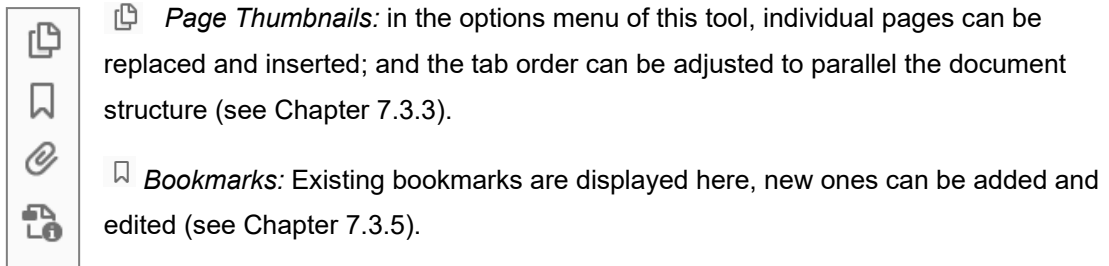 Page Thumbnails: in the options menu of this tool, individual pages can be
replaced and inserted; and the tab order can be adjusted to parallel the document
structure (see Chapter 7.3.3).
Bookmarks: Existing bookmarks are displayed here, new ones can be added and
edited (see Chapter 7.3.5).